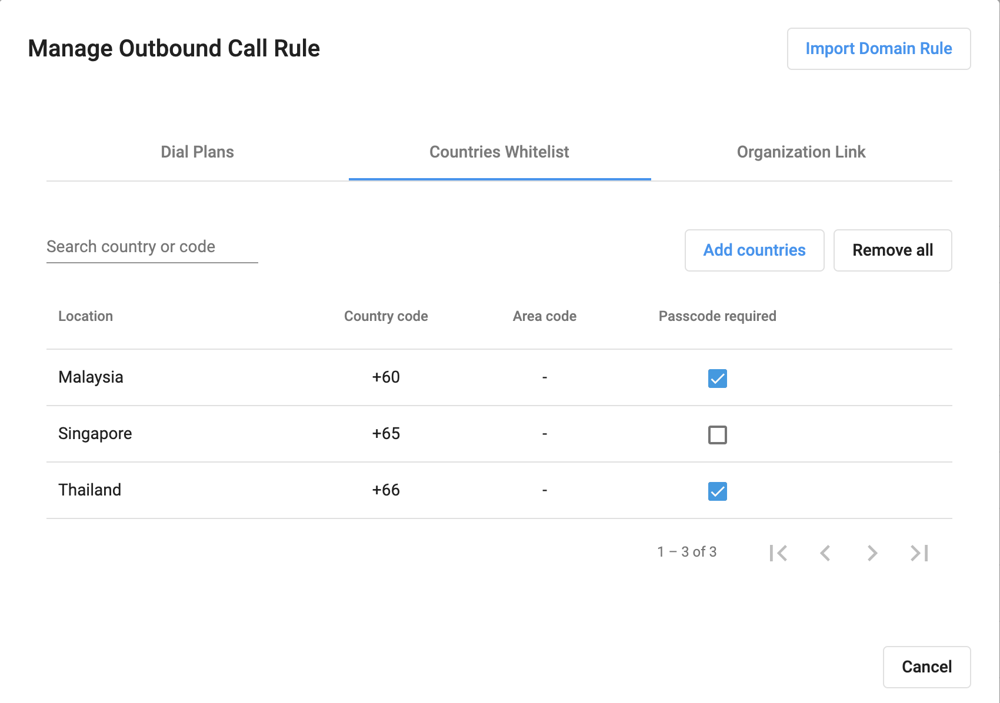 Manage Outbound Call Rule
Import Domain Rule
Dial Plans
Countries Whitelist
Organization Link
Search country or code
Add countries
Remove all
Location Country code Area code Passcode required
Malaysia +60 -
Singapore +65 -
Thailand +66 -
1 – 3 of 3
Cancel